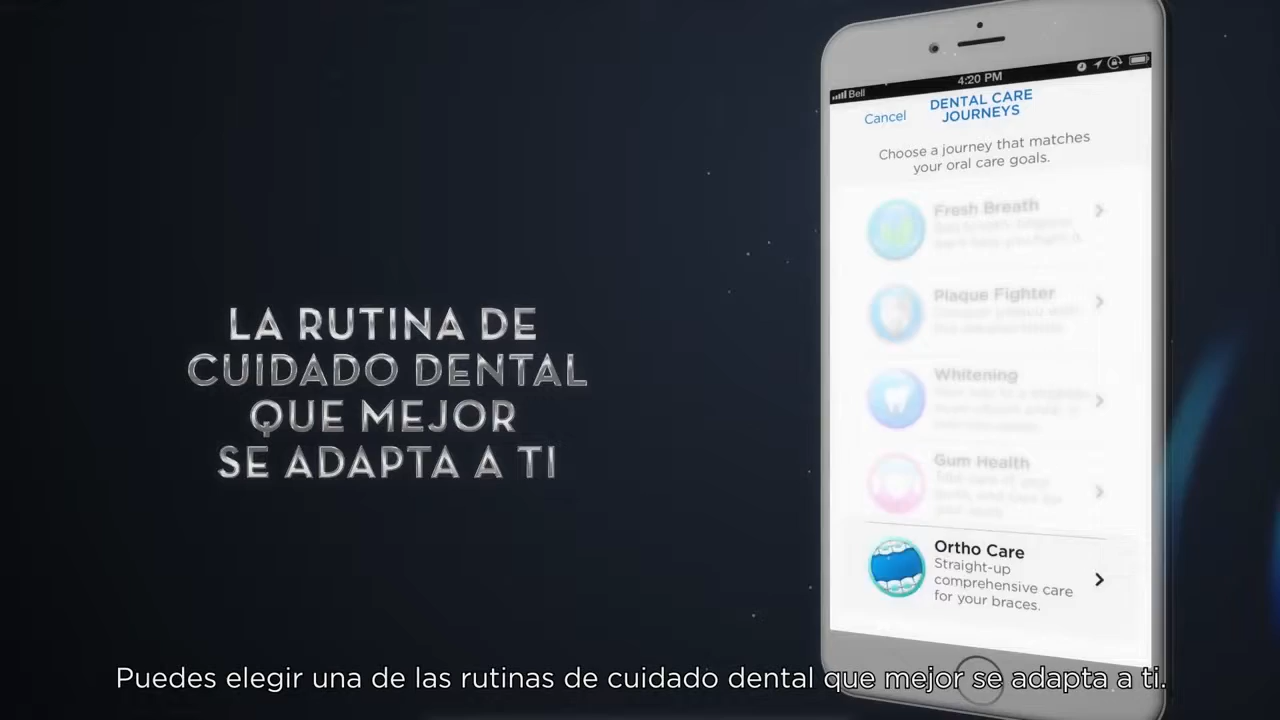 LA RUTINA DE
CUIDADO DENTAL
QUE MEJOR
SE ADAPTA A TI
Bell
4:20 PM
Cancel
DENTAL CARE
JOURNEYS
Choose a journey that matches
your oral care goals.
Fresh Breath
Plaque Fighter
Whitening
Gum Health
Ortho Care
Straight-up
comprehensive care
for your braces.
Puedes elegir una de las rutinas de cuidado dental que mejor se adapta a ti.